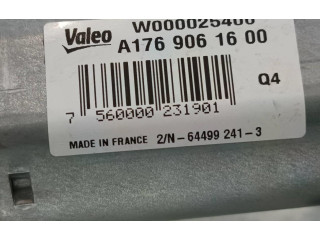 Valeo W000025400
A176 906 16 00
Q4
7 560000 231901
MADE IN FRANCE 2/N-64499 241-3